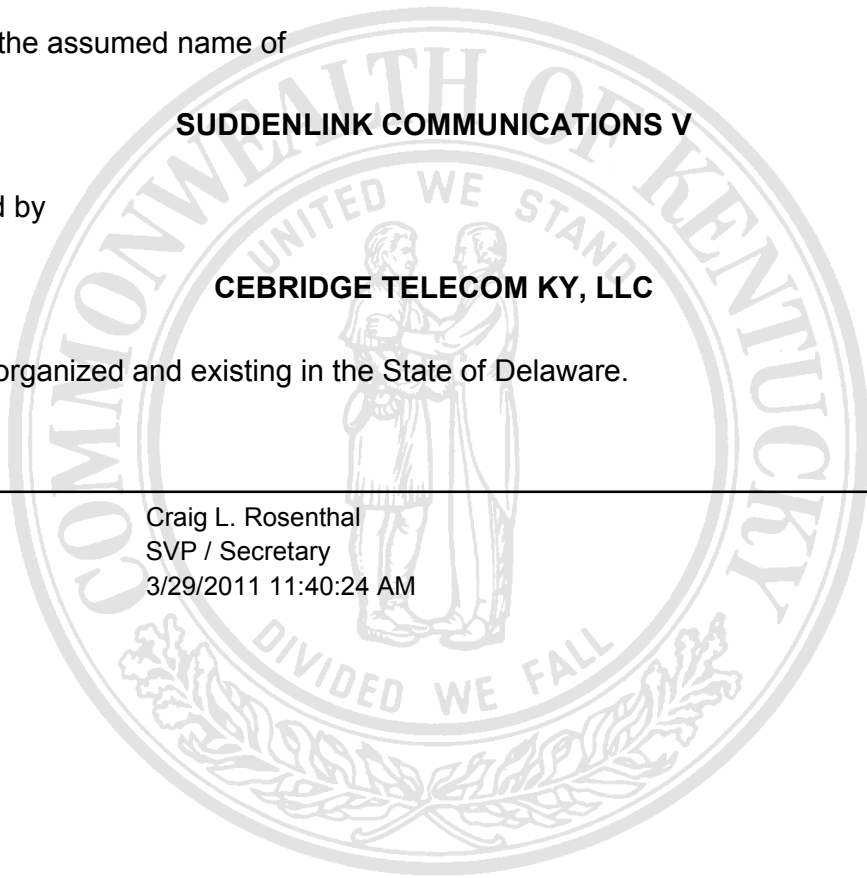 the assumed name of
SUDDENLINK COMMUNICATIONS V
d by
CEBRIDGE TELECOM KY, LLC
organized and existing in the State of Delaware.
Craig L. Rosenthal
SVP / Secretary
3/29/2011 11:40:24 AM
COMMONWEALTH OF KENTUCKY
UNITED WE STAND
DIVIDED WE FALL